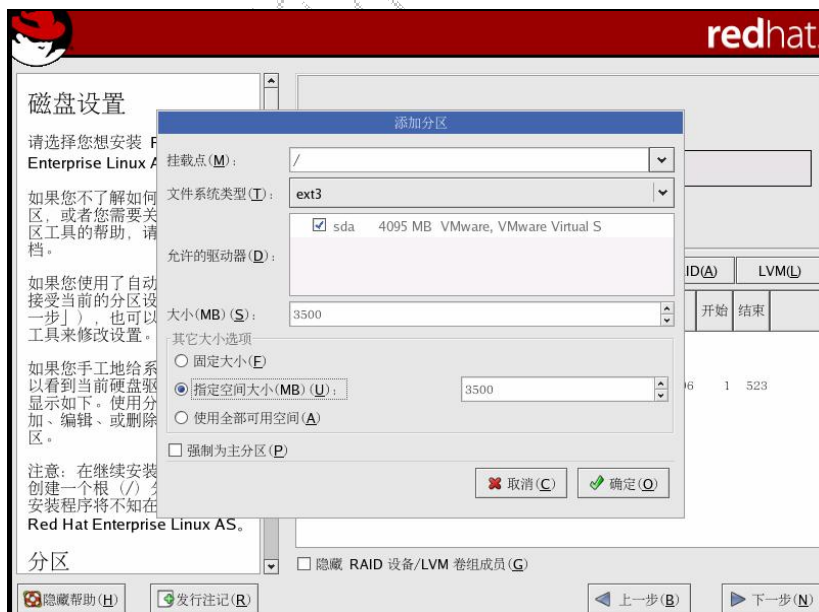 redhat.
磁盘设置
请选择您想安装
Enterprise Linux A
如果您不了解如何
区，或者您需要关
区工具的帮助，请
档。
如果您使用了自动
接受当前的分区设
一步」），也可以
工具来修改设置。
如果您手工地给系
以看到当前硬盘驱
显示如下。使用分
加、编辑、或删除
区。
注意：在继续安装
创建一个根（/）
安装程序将不知在
Red Hat Enterprise Linux AS。
分区
添加分区
挂载点(M)：
/
文件系统类型(T)：
ext3
允许的驱动器(D)：
sda 4095 MB VMware, VMware Virtual S
大小(MB)(S)：
3500
其它大小选项
固定大小(F)
指定空间大小(MB)(U)：
3500
使用全部可用空间(A)
强制为主分区(P)
取消(C)
确定(O)
ID(A)
LVM(L)
开始 结束
6 1 523
隐藏 RAID 设备/LVM 卷组成员(G)
隐藏帮助(H)
发行注记(R)
上一步(B)
下一步(N)